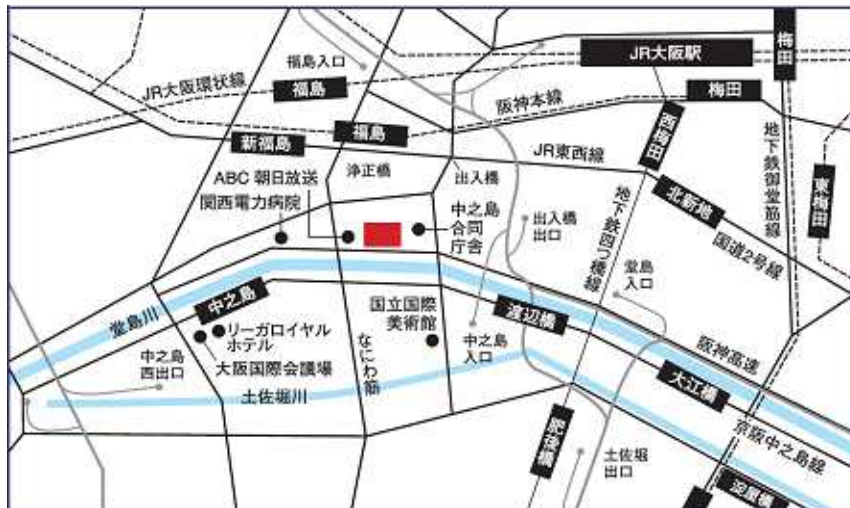 梅田
JR大阪駅
福島入口
JR大阪環状線
福島
阪神本線
梅田
福島
西梅田
新福島
地下鉄御堂筋線
JR東西線
東梅田
ABC 朝日放送
浄正橋
出入橋
関西電力病院
中之島
合同
庁舎
出入橋
出口
地下鉄四つ橋線
北新地
国道2号線
堂島
入口
中之島
堂島川
国立国際
美術館
渡辺橋
リーガロイヤル
ホテル
なにわ筋
中之島
入口
阪神高速
中之島
西出口
大阪国際会議場
大江橋
土佐堀川
京阪中之島線
肥後橋
土佐堀
出口
淀屋橋